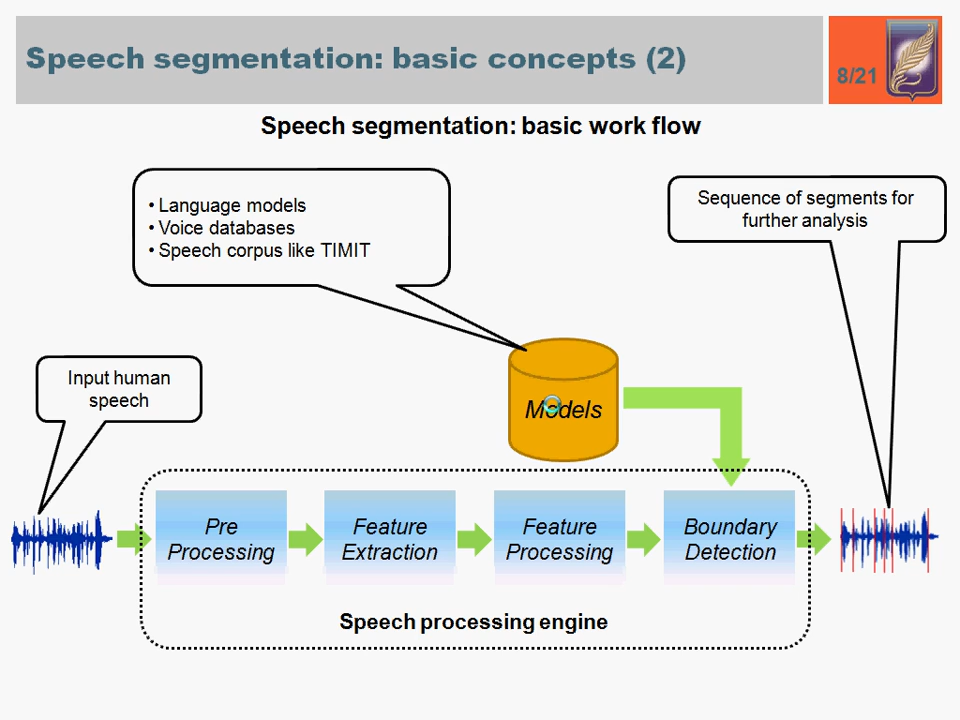 Speech segmentation: basic concepts (2)
8/21
Speech segmentation: basic work flow
• Language models
• Voice databases
• Speech corpus like TIMIT
Sequence of segments for
further analysis
Input human
speech
Models
Pre
Processing
Feature
Extraction
Feature
Processing
Boundary
Detection
Speech processing engine